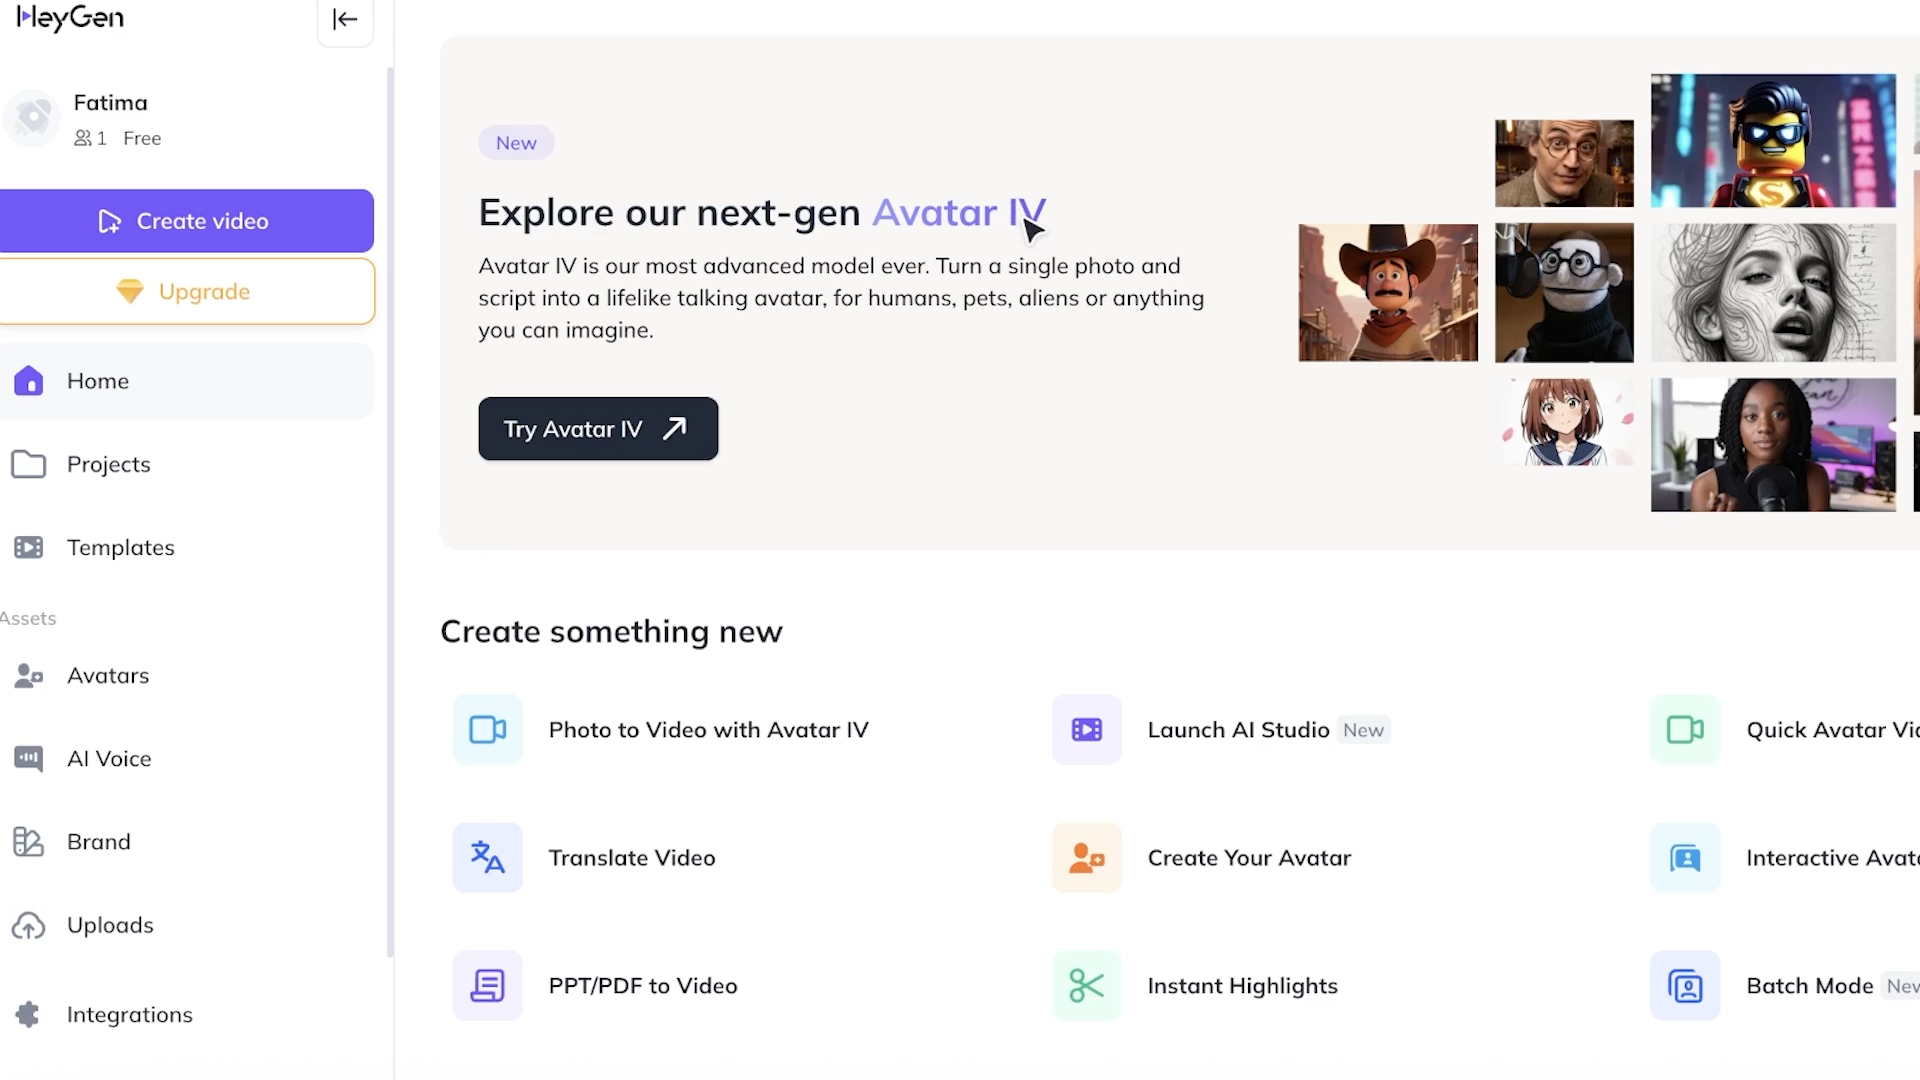 HeyGen
Fatima
1 Free
Create video
Upgrade
Home
Projects
Templates
Assets
Avatars
AI Voice
Brand
Uploads
Integrations
New
Explore our next-gen Avatar IV
Avatar IV is our most advanced model ever. Turn a single photo and
script into a lifelike talking avatar, for humans, pets, aliens or anything
you can imagine.
Try Avatar IV
Create something new
Photo to Video with Avatar IV
Launch AI Studio New
Quick Avatar
Translate Video
Create Your Avatar
Interactive
PPT/PDF to Video
Instant Highlights
Batch Mode New